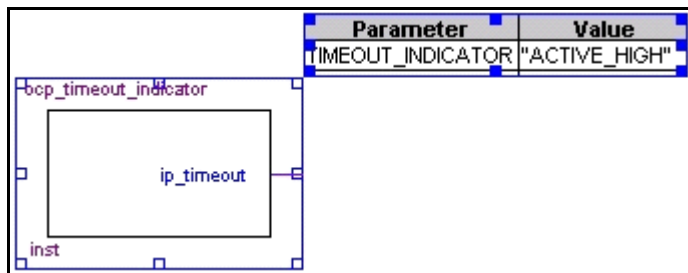 Parameter Value
TIMEOUT_INDICATOR "ACTIVE_HIGH"
ocp_timeout_indicator
ip_timeout
inst